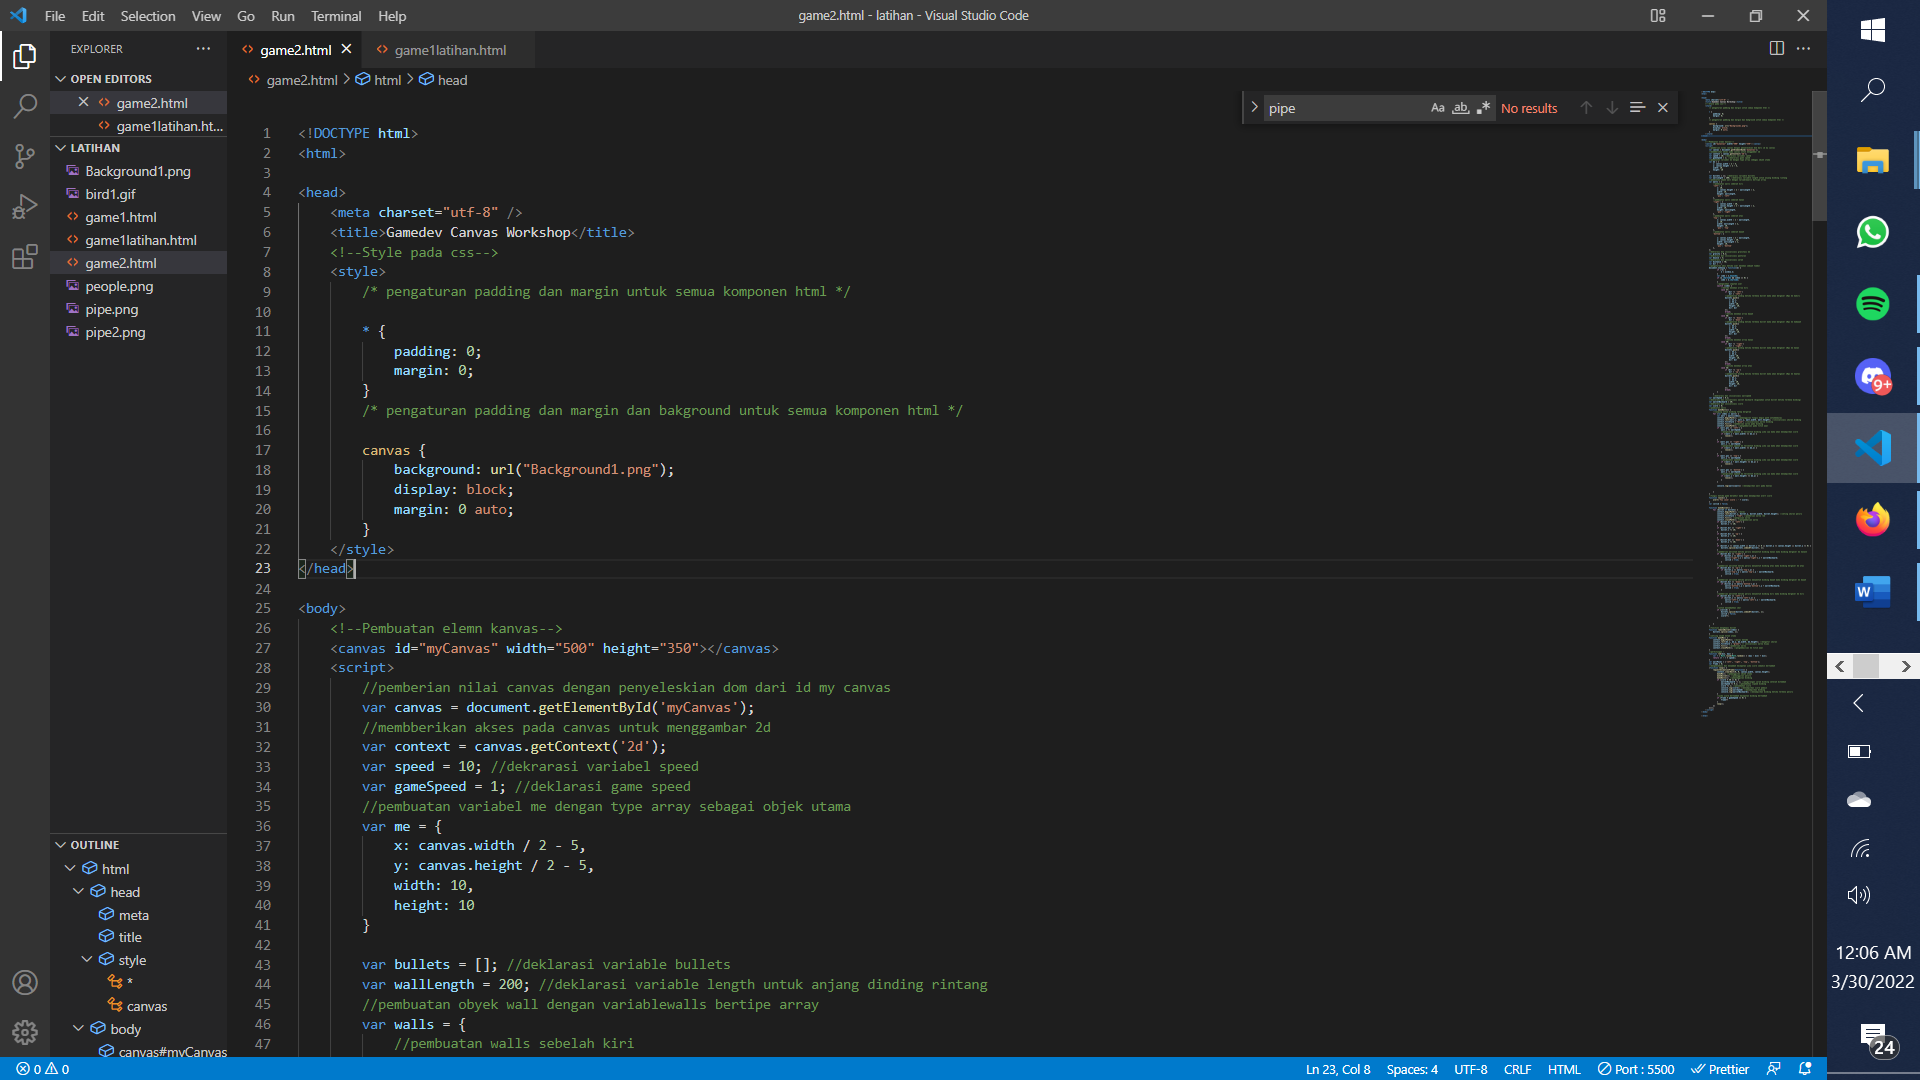 File Edit Selection View Go Run Terminal Help
game2.html - latihan - Visual Studio Code
EXPLORER
OPEN EDITORS
game2.html
game1latihan.ht...
LATIHAN
Background1.png
bird1.gif
game1.html
game1latihan.html
game2.html
people.png
pipe.png
pipe2.png
OUTLINE
html
head
meta
title
style
*
canvas
body
canvas#myCanvas
game2.html
game1latihan.html
game2.html > html > head
pipe
Aa ab No results
1 <!DOCTYPE html>
2 <html>
3
4 <head>
5 <meta charset="utf-8" />
6 <title>Gamedev Canvas Workshop</title>
7 <!--Style pada css-->
8 <style>
9 /* pengaturan padding dan margin untuk semua komponen html */
10
11 * {
12 padding: 0;
13 margin: 0;
14 }
15 /* pengaturan padding dan margin dan bakground untuk semua komponen html */
16
17 canvas {
18 background: url("Background1.png");
19 display: block;
20 margin: 0 auto;
21 }
22 </style>
23 </head>
24
25 <body>
26 <!--Pembuatan elemn kanvas-->
27 <canvas id="myCanvas" width="500" height="350"></canvas>
28 <script>
29 //pemberian nilai canvas dengan penyeleskian dom dari id my canvas
30 var canvas = document.getElementById('myCanvas');
31 //membberikan akses pada canvas untuk menggambar 2d
32 var context = canvas.getContext('2d');
33 var speed = 10; //dekrarasi variabel speed
34 var gameSpeed = 1; //deklarasi game speed
35 //pembuatan variabel me dengan type array sebagai objek utama
36 var me = {
37 x: canvas.width / 2 - 5,
38 y: canvas.height / 2 - 5,
39 width: 10,
40 height: 10
41 }
42
43 var bullets = []; //deklarasi variable bullets
44 var wallLength = 200; //deklarasi variable length untuk anjang dinding rintang
45 //pembuatan obyek wall dengan variablewalls bertipe array
46 var walls = {
47 //pembuatan walls sebelah kiri
0 0
Ln 23, Col 8 Spaces: 4 UTF-8 CRLF HTML Port : 5500 Prettier
9+
W
12:06 AM
3/30/2022
24